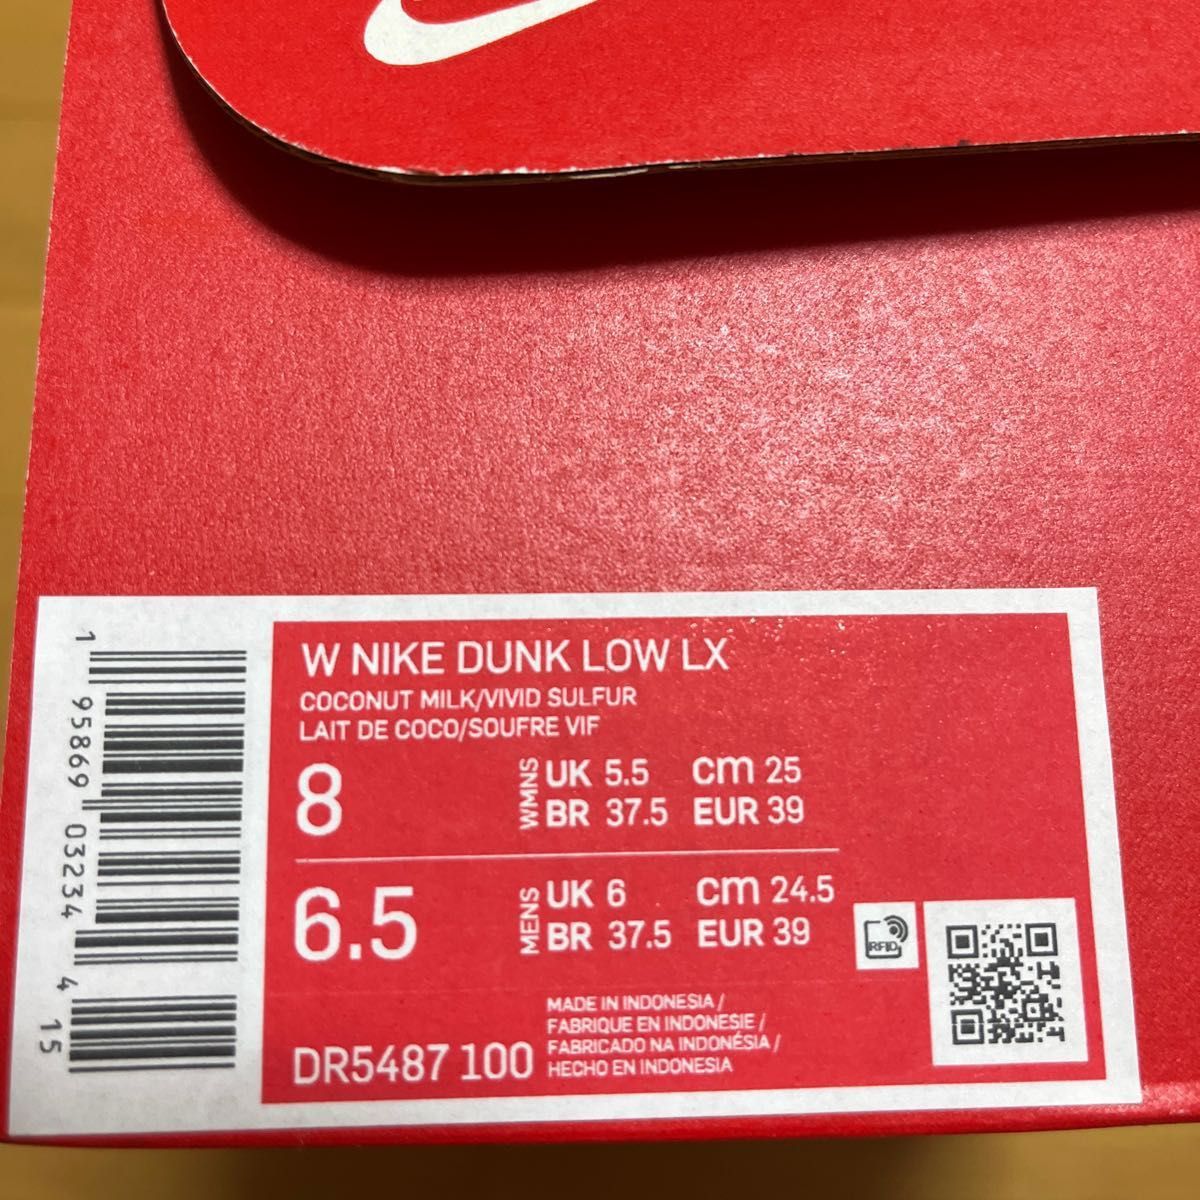 W NIKE DUNK LOW LX
COCONUT MILK/VIVID SULFUR
LAIT DE COCO/SOUFRE VIF
8 WMNS UK 5.5 cm 25
BR 37.5 EUR 39
6.5 MENS UK 6 cm 24.5
BR 37.5 EUR 39
RFID
MADE IN INDONESIA /
FABRIQUE EN INDONESIE /
FABRICADO NA INDONÉSIA /
HECHO EN INDONESIA
DR5487 100
1 95869 03234 4 15